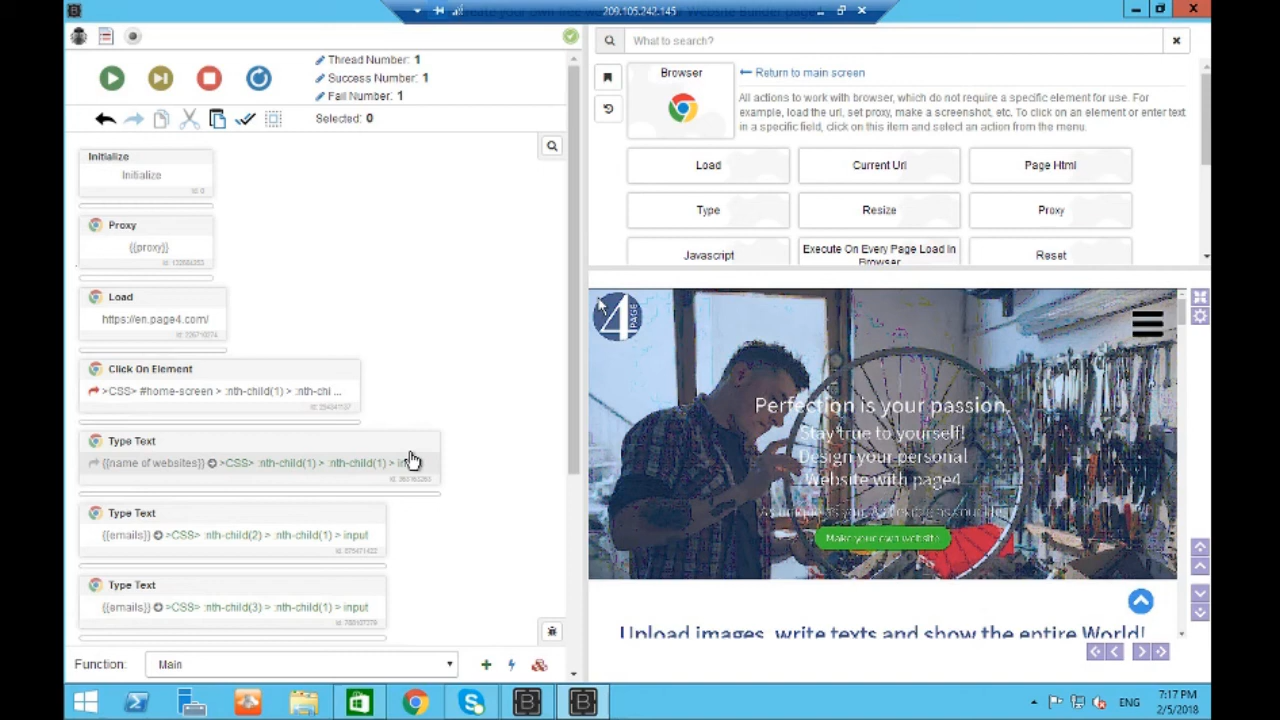 209.105.242.145
Thread Number: 1
Success Number: 1
Fail Number: 1
Selected: 0
Initialize
Initialize
id: 0
Proxy
{{proxy}}
Load
https://en.page4.com/
Click On Element
>CSS> #home-screen > :nth-child(1) > :nth-chi ...
Type Text
{{name of websites}} >CSS> :nth-child(1) > :nth-child(1) >
Type Text
{{emails}} >CSS> :nth-child(2) > :nth-child(1) > input
Type Text
{{emails}} >CSS> :nth-child(3) > :nth-child(1) > input
Function:
Main
What to search?
Browser
Return to main screen
All actions to work with browser, which do not require a specific element for use. For
example, load the url, set proxy, make a screenshot, etc. To click on an element or enter text
in a specific field, click on this item and select an action from the menu.
Load
Current Url
Page Html
Type
Resize
Proxy
Javascript
Execute On Every Page Load In
Browser
Reset
4 PAGE
Perfection is your passion.
Stay true to yourself!
Design your personal
Website with page4
Make your own website
Upload images, write texts and show the entire World!
ENG
7:17 PM
2/5/2018